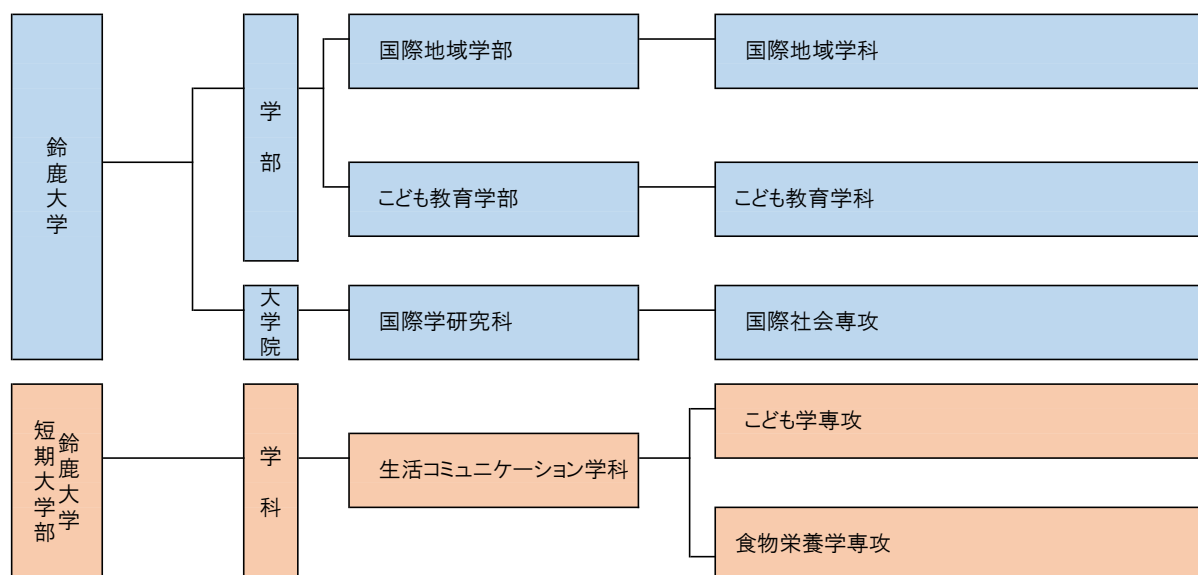 鈴鹿大学
学部
国際地域学部
国際地域学科
こども教育学部
こども教育学科
大学院
国際学研究科
国際社会専攻
鈴鹿大学
短期大学部
学科
生活コミュニケーション学科
こども学専攻
食物栄養学専攻